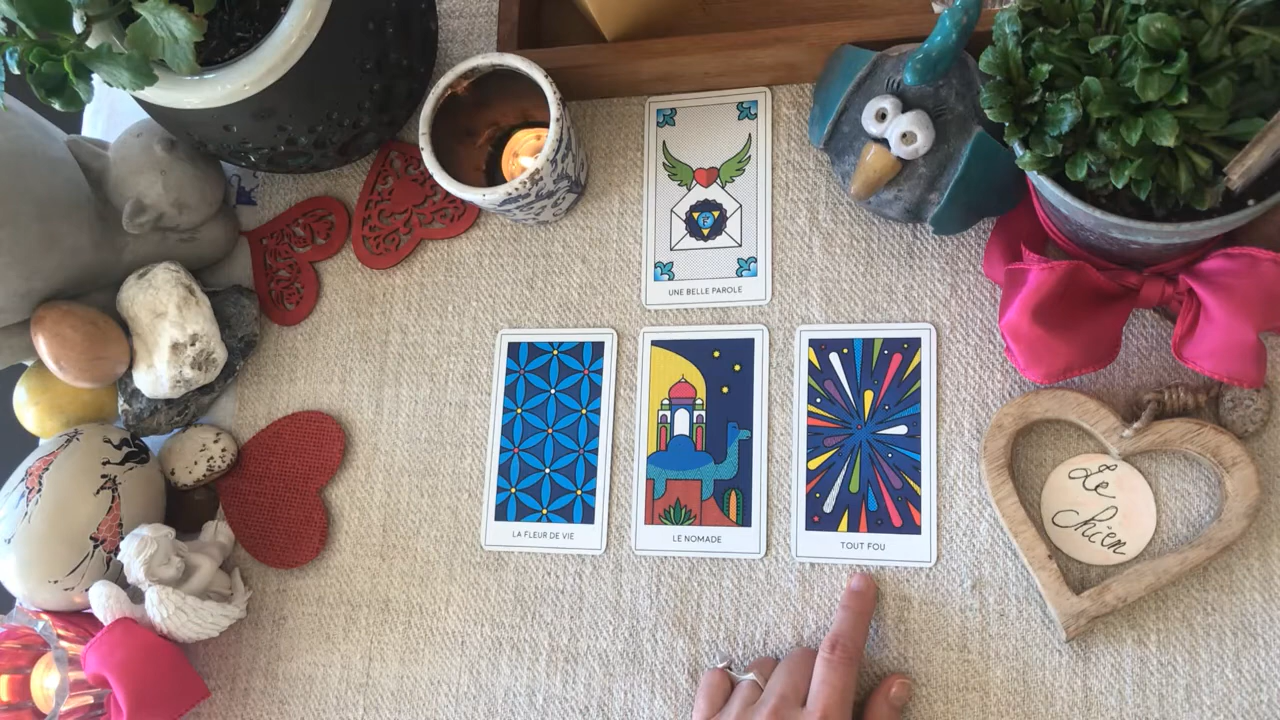 UNE BELLE PAROLE
LA FLEUR DE VIE
LE NOMADE
TOUT FOU
Le
Chien